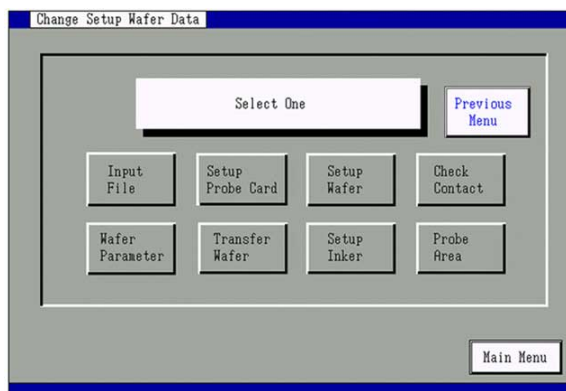 Change Setup Wafer Data
Select One
Previous
Menu
Input
File
Setup
Probe Card
Setup
Wafer
Check
Contact
Wafer
Parameter
Transfer
Wafer
Setup
Inker
Probe
Area
Main Menu